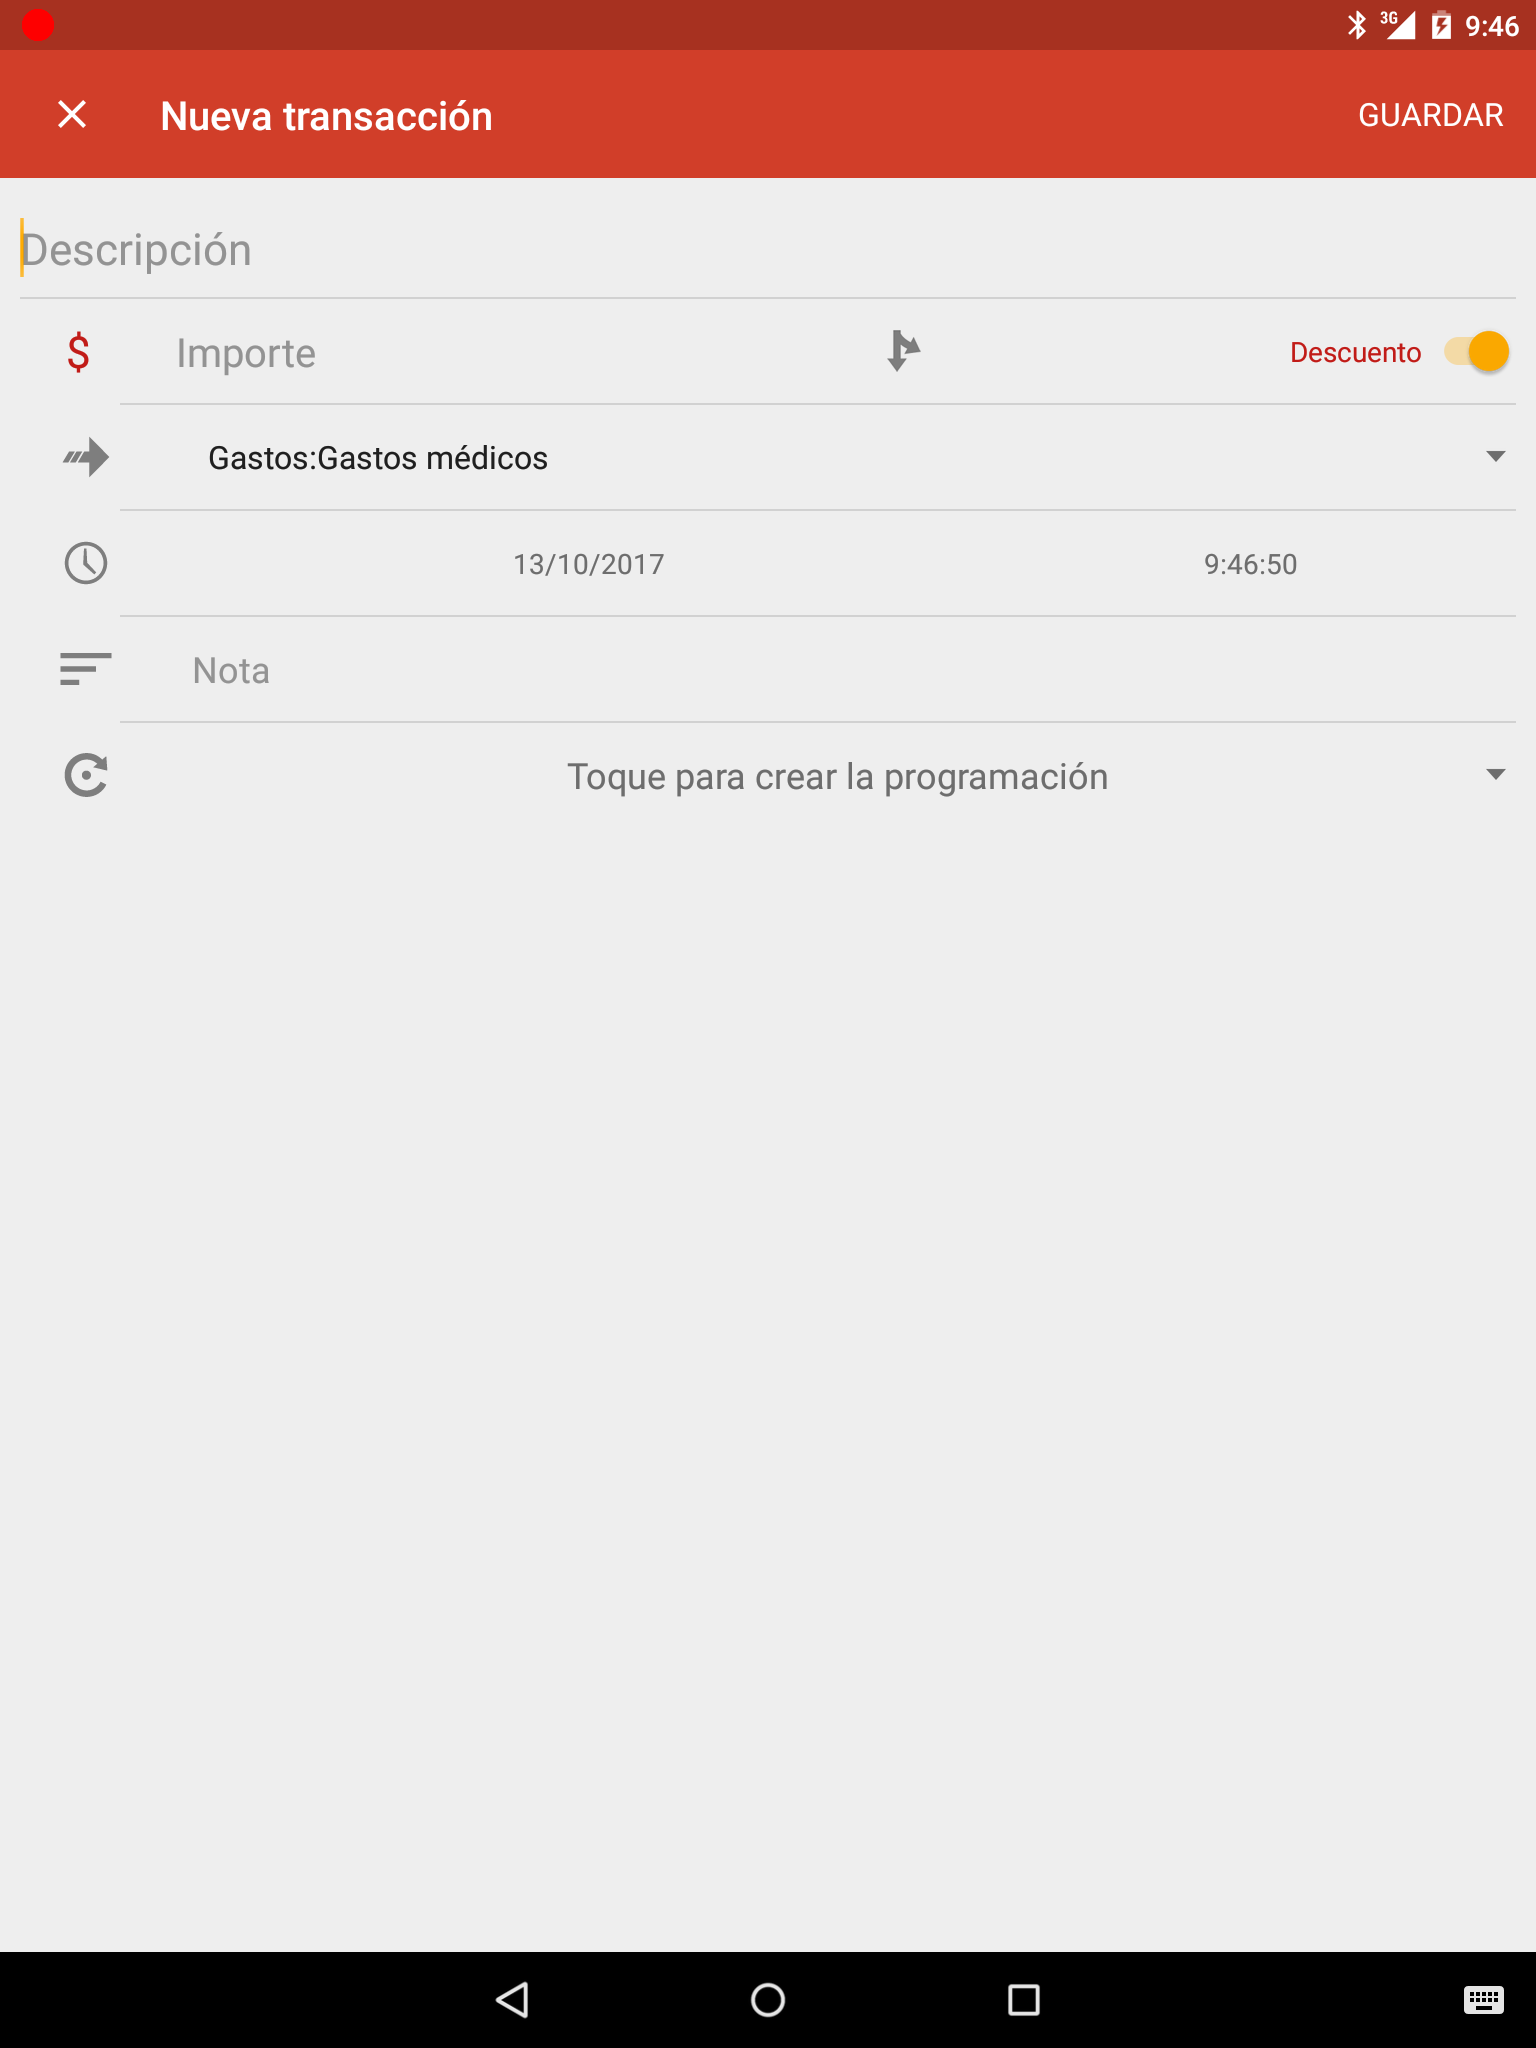 3G 9:46
Nueva transacción GUARDAR
Descripción
$ Importe Descuento
Gastos:Gastos médicos
13/10/2017 9:46:50
Nota
Toque para crear la programación